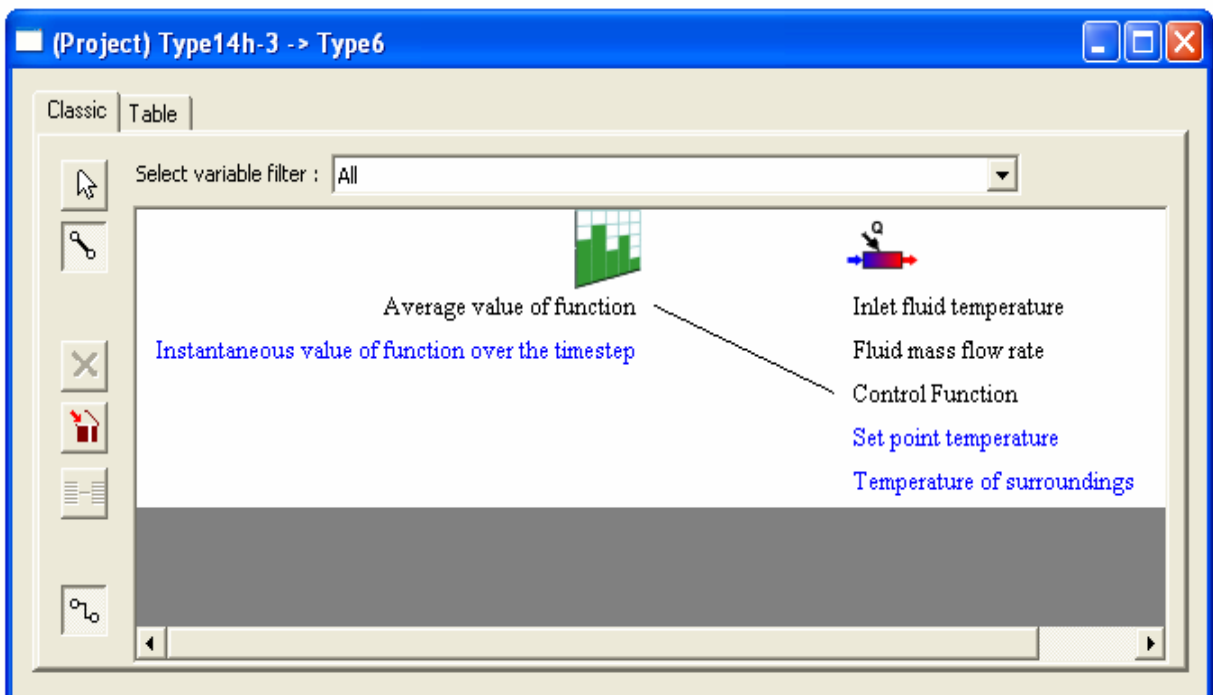 (Project) Type14h-3 -> Type6
Classic
Table
Select variable filter :
All
Q
Average value of function
Inlet fluid temperature
Instantaneous value of function over the timestep
Fluid mass flow rate
Control Function
Set point temperature
Temperature of surroundings